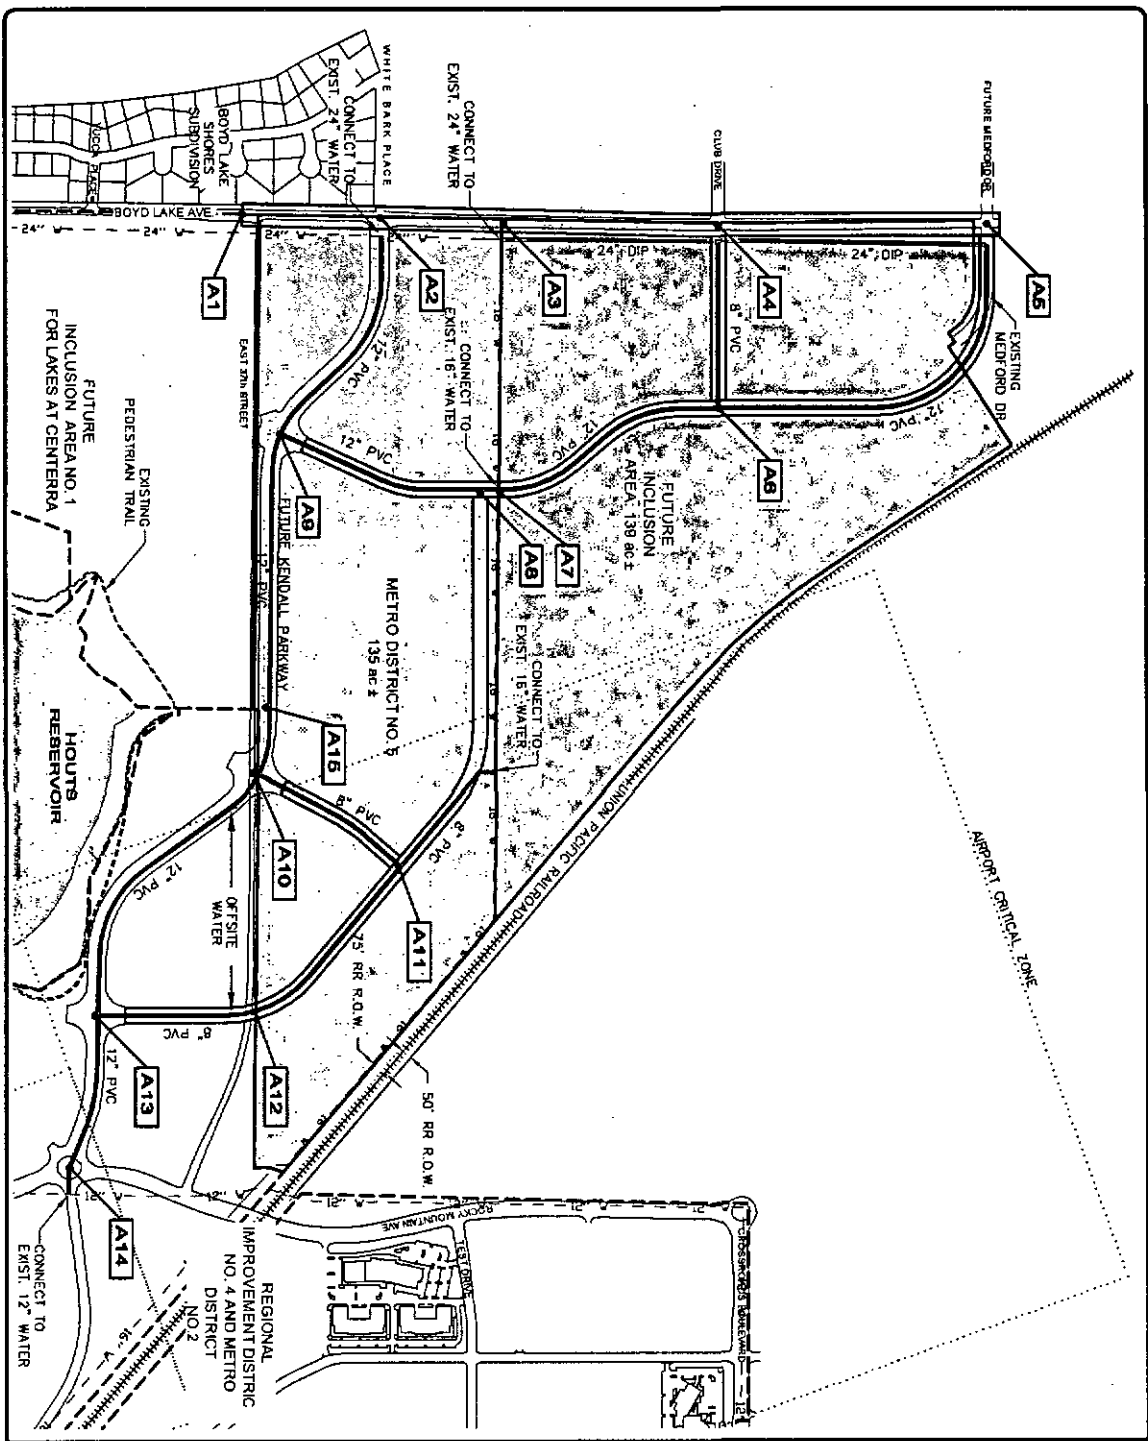 WHITE BARK PLACE
CONNECT TO
EXIST. 24" WATER
BOYD LAKE
SHORES
SUBDIVISION
YUCCA PLACE
BOYD LAKE AVE.
24" W
24" W
24" W
CONNECT TO
EXIST. 24" WATER
CLUB DRIVE
FUTURE MEDFORD DR.
A1
A2
A3
A4
A5
24" DIP
24" DIP
EXISTING
MEDFORD DR
8" PVC
12" PVC
12" PVC
12" PVC
12" PVC
CONNECT TO
EXIST. 16" WATER
EAST 37th STREET
A9
A8
A7
A6
FUTURE
INCLUSION
AREA 139 ac±
FUTURE
INCLUSION AREA NO.1
FOR LAKES AT CENTERRA
EXISTING
PEDESTRIAN TRAIL
FUTURE KENDALL PARKWAY
12" PVC
METRO DISTRICT NO. 5
135 ac ±
CONNECT TO
EXIST. 16" WATER
HOUTS
RESERVOIR
A15
A10
8" PVC
8" PVC
A11
12" PVC
OFFSITE
WATER
UNION PACIFIC RAILROAD
AIRPORT CRITICAL ZONE
75' RR R.O.W.
50' RR R.O.W.
8" PVC
12" PVC
A13
A12
A14
CONNECT TO
EXIST. 12" WATER
REGIONAL
IMPROVEMENT DISTRIC
NO. 4 AND METRO
DISTRICT
NO.2
ROCKY MOUNTAIN AVE
TEST DRIVE
CROSSROADS BOULEVARD